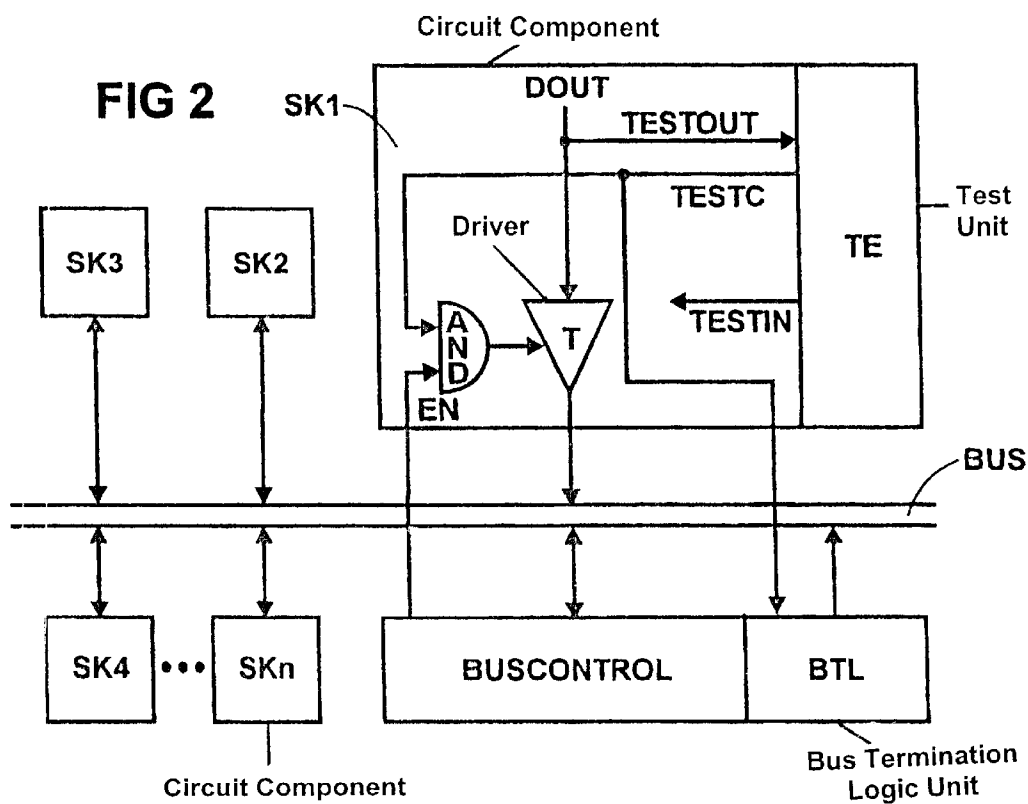 Circuit Component
FIG 2
SK1
DOUT
TESTOUT
TESTC
Test
Unit
TE
Driver
SK3
SK2
TESTIN
AND
T
EN
BUS
SK4
•••
SKn
BUSCONTROL
BTL
Circuit Component
Bus Termination
Logic Unit